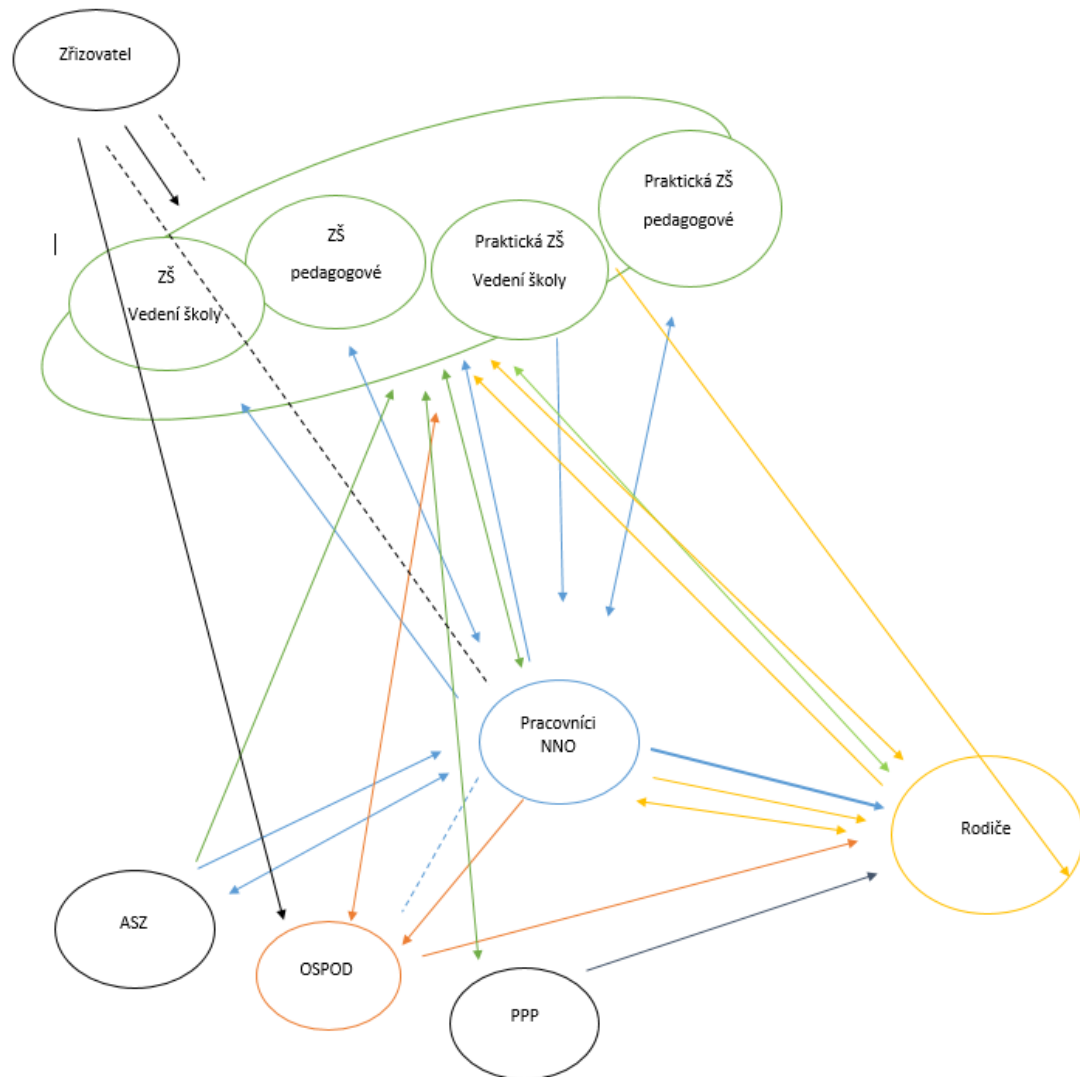 Zřizovatel
Praktická ZŠ
pedagogové
ZŠ
pedagogové
Praktická ZŠ
Vedení školy
ZŠ
Vedení školy
Pracovníci
NNO
Rodiče
ASZ
OSPOD
PPP